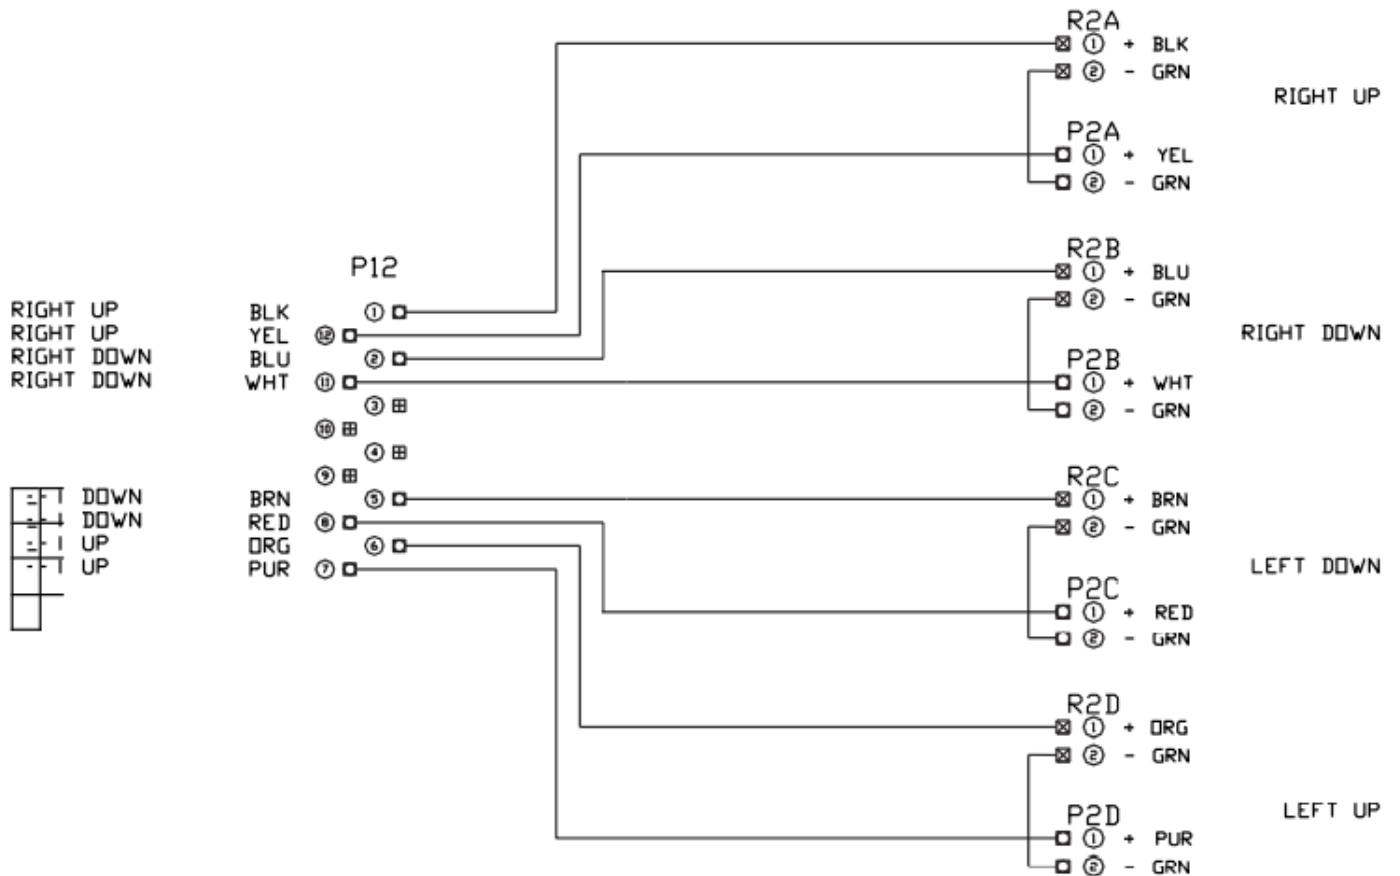 R2A
① + BLK
② - GRN
RIGHT UP
P2A
① + YEL
② - GRN
R2B
① + BLU
② - GRN
RIGHT DOWN
P2B
① + WHT
② - GRN
P12
RIGHT UP BLK ①
RIGHT UP YEL ⑫
RIGHT DOWN BLU ②
RIGHT DOWN WHT ⑪
③
⑩
④
⑨
DOWN BRN ⑤
DOWN RED ⑧
UP ORG ⑥
UP PUR ⑦
R2C
① + BRN
② - GRN
LEFT DOWN
P2C
① + RED
② - GRN
R2D
① + ORG
② - GRN
LEFT UP
P2D
① + PUR
② - GRN